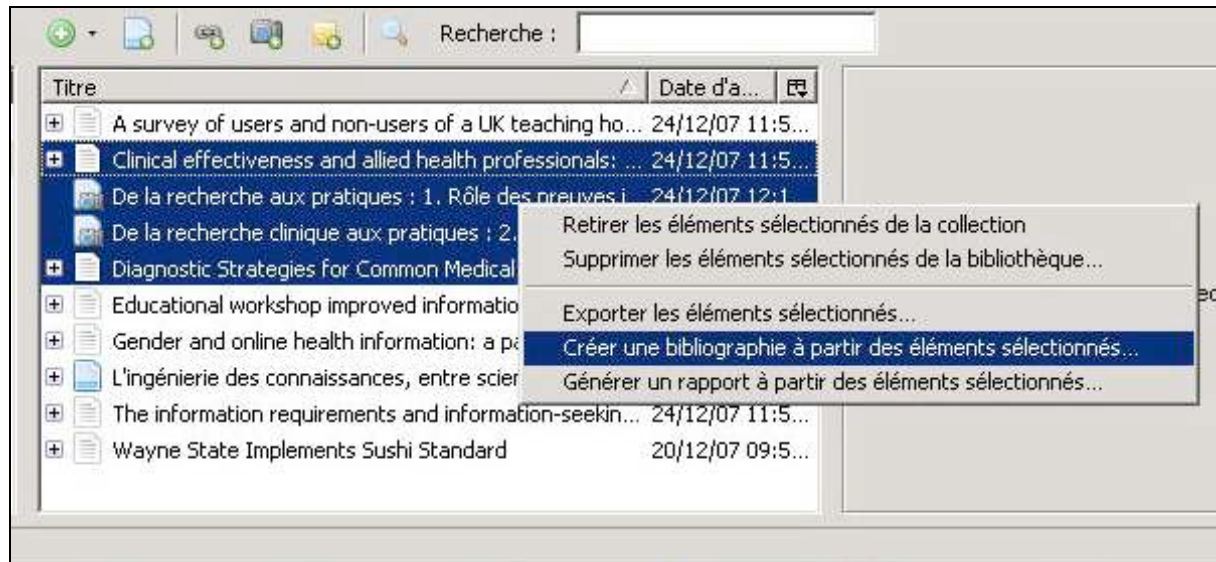 Recherche :
Titre Date d'a...
A survey of users and non-users of a UK teaching ho... 24/12/07 11:5...
Clinical effectiveness and allied health professionals: ... 24/12/07 11:5...
De la recherche aux pratiques : 1. Rôle des preuves i 24/12/07 12:1
De la recherche clinique aux pratiques : 2.
Retirer les éléments sélectionnés de la collection
Diagnostic Strategies for Common Medical
Supprimer les éléments sélectionnés de la bibliothèque...
Educational workshop improved informatio
Exporter les éléments sélectionnés...
Gender and online health information: a pa
Créer une bibliographie à partir des éléments sélectionnés...
L'ingénierie des connaissances, entre scier
Générer un rapport à partir des éléments sélectionnés...
The information requirements and information-seekin... 24/12/07 11:5...
Wayne State Implements Sushi Standard 20/12/07 09:5...